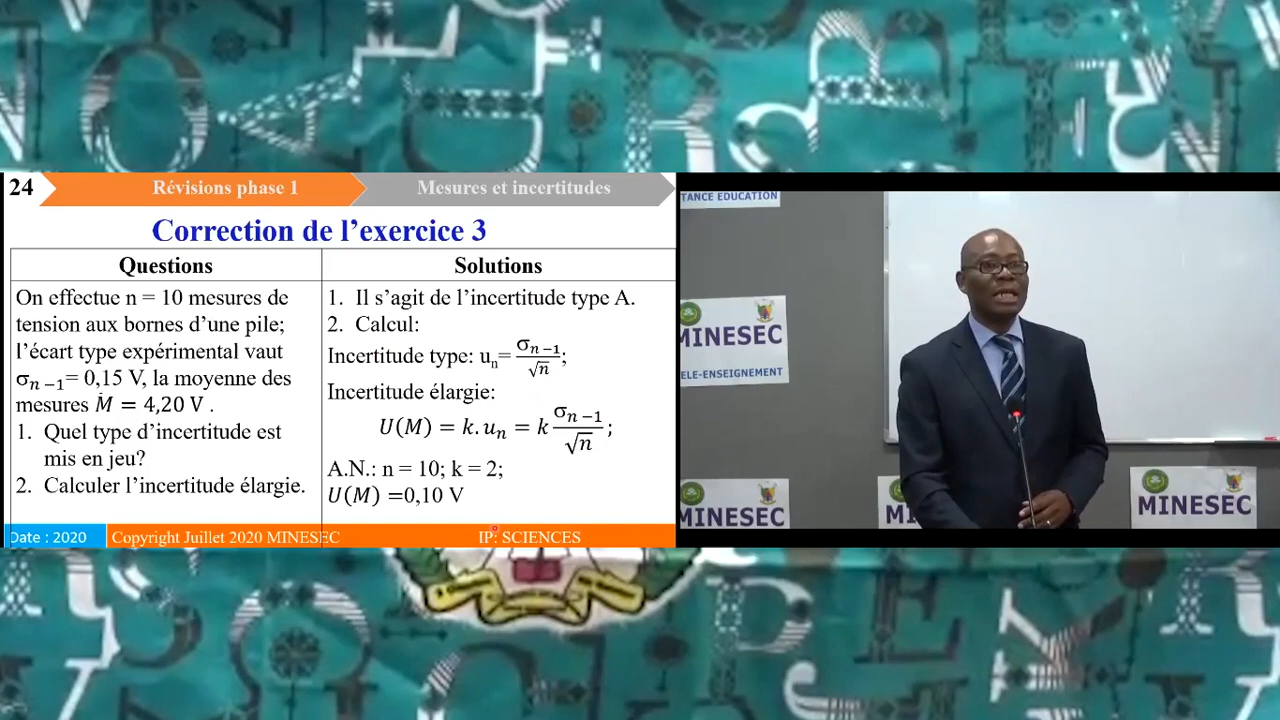 24
Révisions phase 1
Mesures et incertitudes
Correction de l’exercice 3
Questions
On effectue n = 10 mesures de
tension aux bornes d’une pile;
l’écart type expérimental vaut
σₙ ₋₁= 0,15 V, la moyenne des
mesures M̄ = 4,20 V .
1. Quel type d’incertitude est
mis en jeu?
2. Calculer l’incertitude élargie.
Solutions
1. Il s’agit de l’incertitude type A.
2. Calcul:
Incertitude type: uₙ= σₙ ₋₁/√n;
Incertitude élargie:
U(M) = k. uₙ = k σₙ ₋₁/√n ;
A.N.: n = 10; k = 2;
U(M) =0,10 V
Date : 2020
Copyright Juillet 2020 MINESEC
IP: SCIENCES
TANCE EDUCATION
MINESEC
ELE-ENSEIGNEMENT
MINESEC
MI
MINESEC